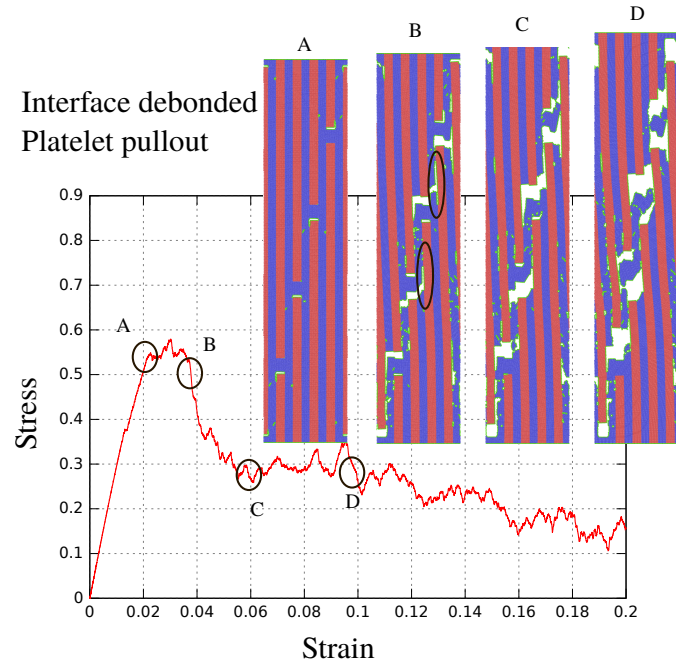 A
B
C
D
Interface debonded
Platelet pullout
0.9
0.8
0.7
0.6
0.5
0.4
0.3
0.2
0.1
0
A
B
C
D
Stress
0
0.02
0.04
0.06
0.08
0.1
0.12
0.14
0.16
0.18
0.2
Strain